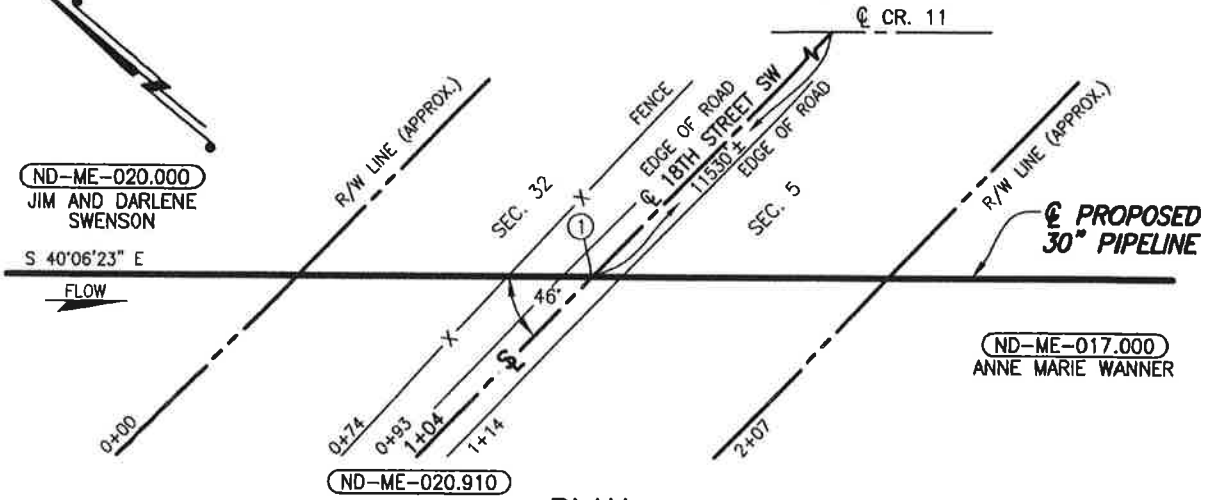 ℄ CR. 11
FENCE
EDGE OF ROAD
℄ 18TH STREET SW
11530'±
EDGE OF ROAD
R/W LINE (APPROX.)
R/W LINE (APPROX.)
ND-ME-020.000
JIM AND DARLENE
SWENSON
SEC. 32
X
1
SEC. 5
℄ PROPOSED
30" PIPELINE
S 40°06'23" E
FLOW
46°
X
ND-ME-017.000
ANNE MARIE WANNER
0+00
0+74
0+93
1+04
1+14
2+07
ND-ME-020.910